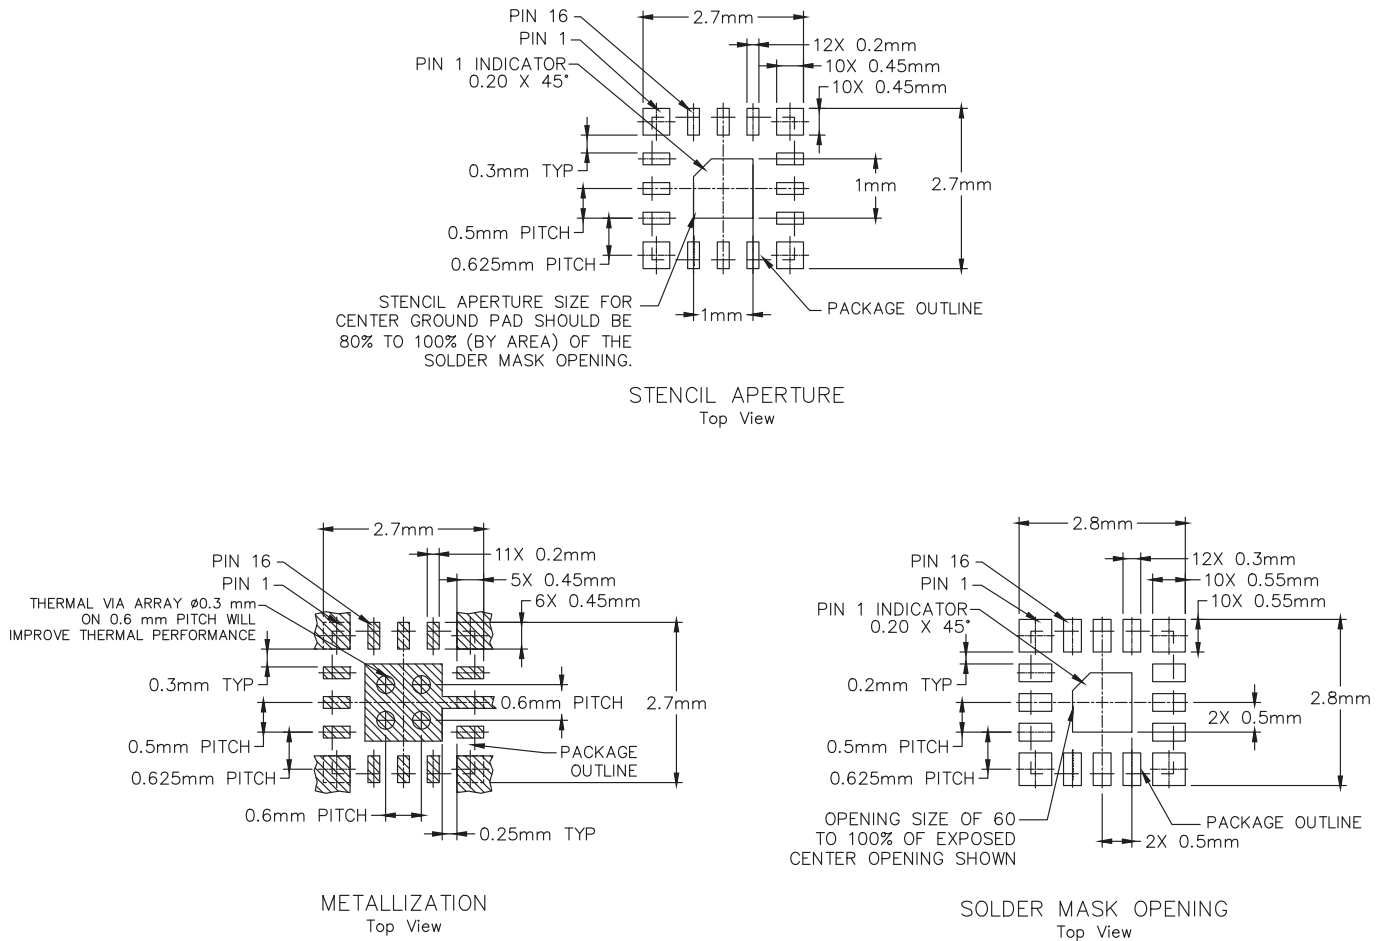 PIN 16
2.7mm
PIN 1
12X 0.2mm
PIN 1 INDICATOR
0.20 X 45°
10X 0.45mm
10X 0.45mm
0.3mm TYP
1mm
2.7mm
0.5mm PITCH
0.625mm PITCH
STENCIL APERTURE SIZE FOR
CENTER GROUND PAD SHOULD BE
80% TO 100% (BY AREA) OF THE
SOLDER MASK OPENING.
1mm
PACKAGE OUTLINE
STENCIL APERTURE
Top View
2.7mm
PIN 16
11X 0.2mm
PIN 1
5X 0.45mm
THERMAL VIA ARRAY ø0.3 mm
ON 0.6 mm PITCH WILL
IMPROVE THERMAL PERFORMANCE
6X 0.45mm
0.3mm TYP
0.6mm PITCH
2.7mm
0.5mm PITCH
PACKAGE
OUTLINE
0.625mm PITCH
0.6mm PITCH
0.25mm TYP
METALLIZATION
Top View
2.8mm
PIN 16
12X 0.3mm
PIN 1
10X 0.55mm
PIN 1 INDICATOR
0.20 X 45°
10X 0.55mm
0.2mm TYP
2.8mm
2X 0.5mm
0.5mm PITCH
0.625mm PITCH
OPENING SIZE OF 60
TO 100% OF EXPOSED
CENTER OPENING SHOWN
PACKAGE OUTLINE
2X 0.5mm
SOLDER MASK OPENING
Top View